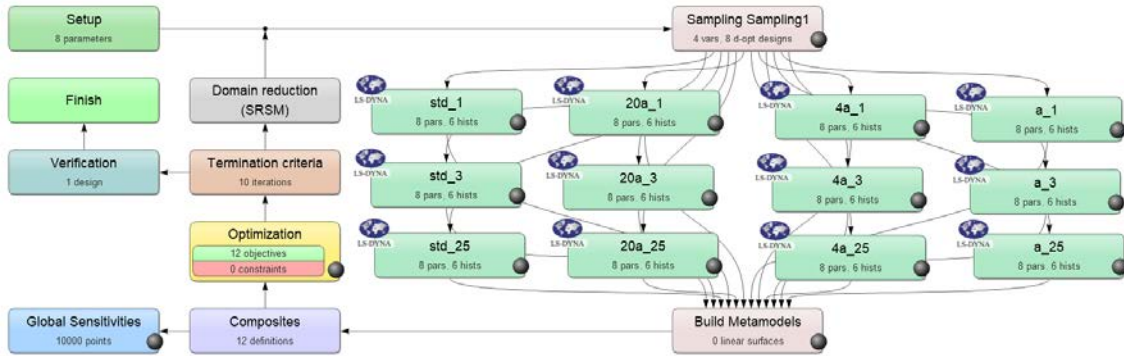 Setup
8 parameters
Sampling Sampling1
4 vars, 8 d-opt designs
Finish
Domain reduction
(SRSM)
LS-DYNA
std_1
8 pars, 6 hists
LS-DYNA
20a_1
8 pars, 6 hists
LS-DYNA
4a_1
8 pars, 6 hists
LS-DYNA
a_1
8 pars, 6 hists
Verification
1 design
Termination criteria
10 iterations
LS-DYNA
std_3
8 pars, 6 hists
LS-DYNA
20a_3
8 pars, 6 hists
LS-DYNA
4a_3
8 pars, 6 hists
LS-DYNA
a_3
8 pars, 6 hists
Optimization
12 objectives
0 constraints
LS-DYNA
std_25
8 pars, 6 hists
LS-DYNA
20a_25
8 pars, 6 hists
LS-DYNA
4a_25
8 pars, 6 hists
LS-DYNA
a_25
8 pars, 6 hists
Global Sensitivities
10000 points
Composites
12 definitions
Build Metamodels
0 linear surfaces